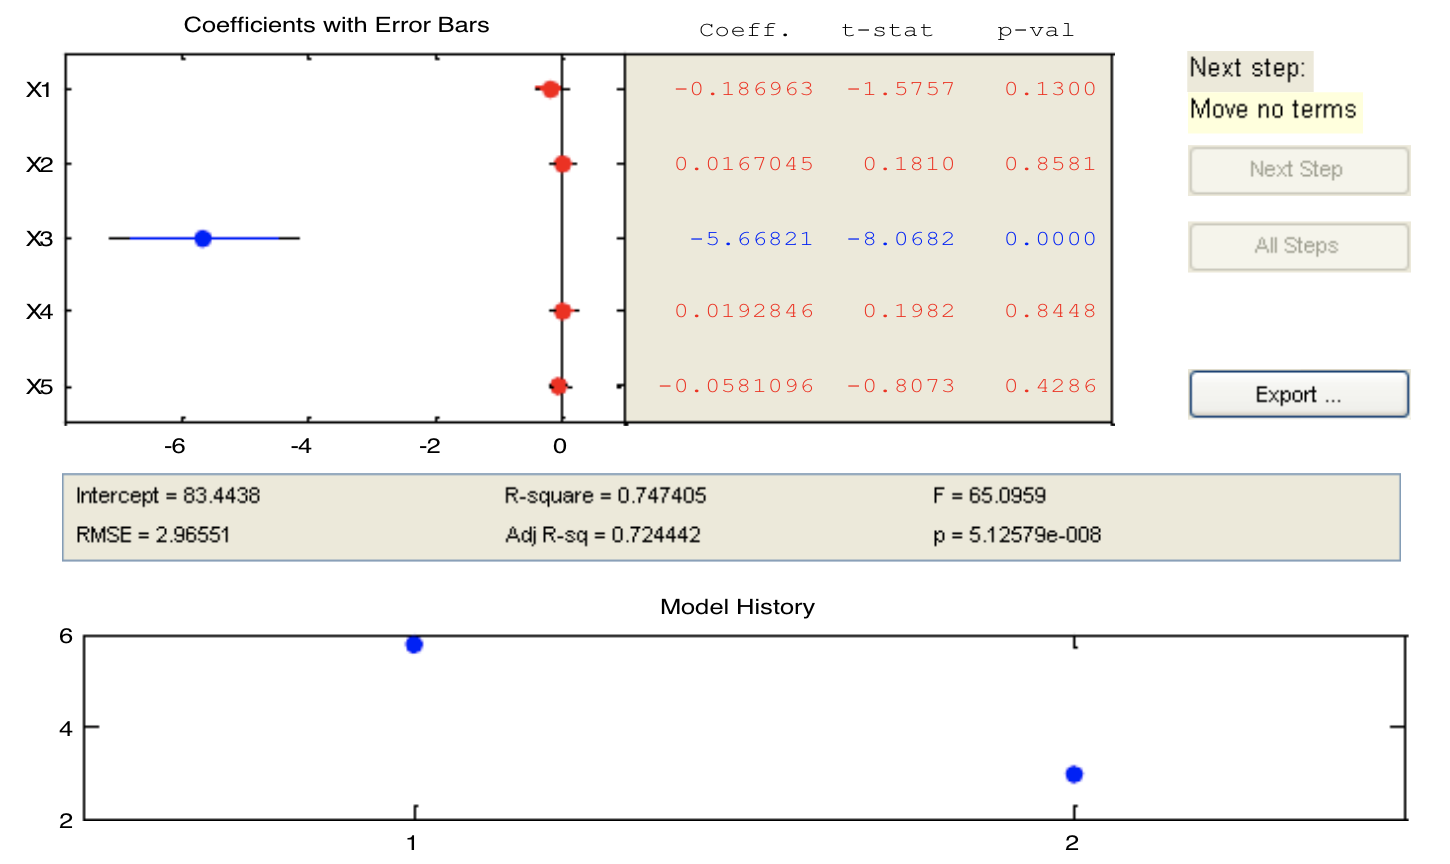 Coefficients with Error Bars
Coeff. t-stat p-val
X1 -0.186963 -1.5757 0.1300
X2 0.0167045 0.1810 0.8581
X3 -5.66821 -8.0682 0.0000
X4 0.0192846 0.1982 0.8448
X5 -0.0581096 -0.8073 0.4286
-6 -4 -2 0
Next step:
Move no terms
Next Step
All Steps
Export ...
Intercept = 83.4438 R-square = 0.747405 F = 65.0959
RMSE = 2.96551 Adj R-sq = 0.724442 p = 5.12579e-008
Model History
6
4
2
1 2